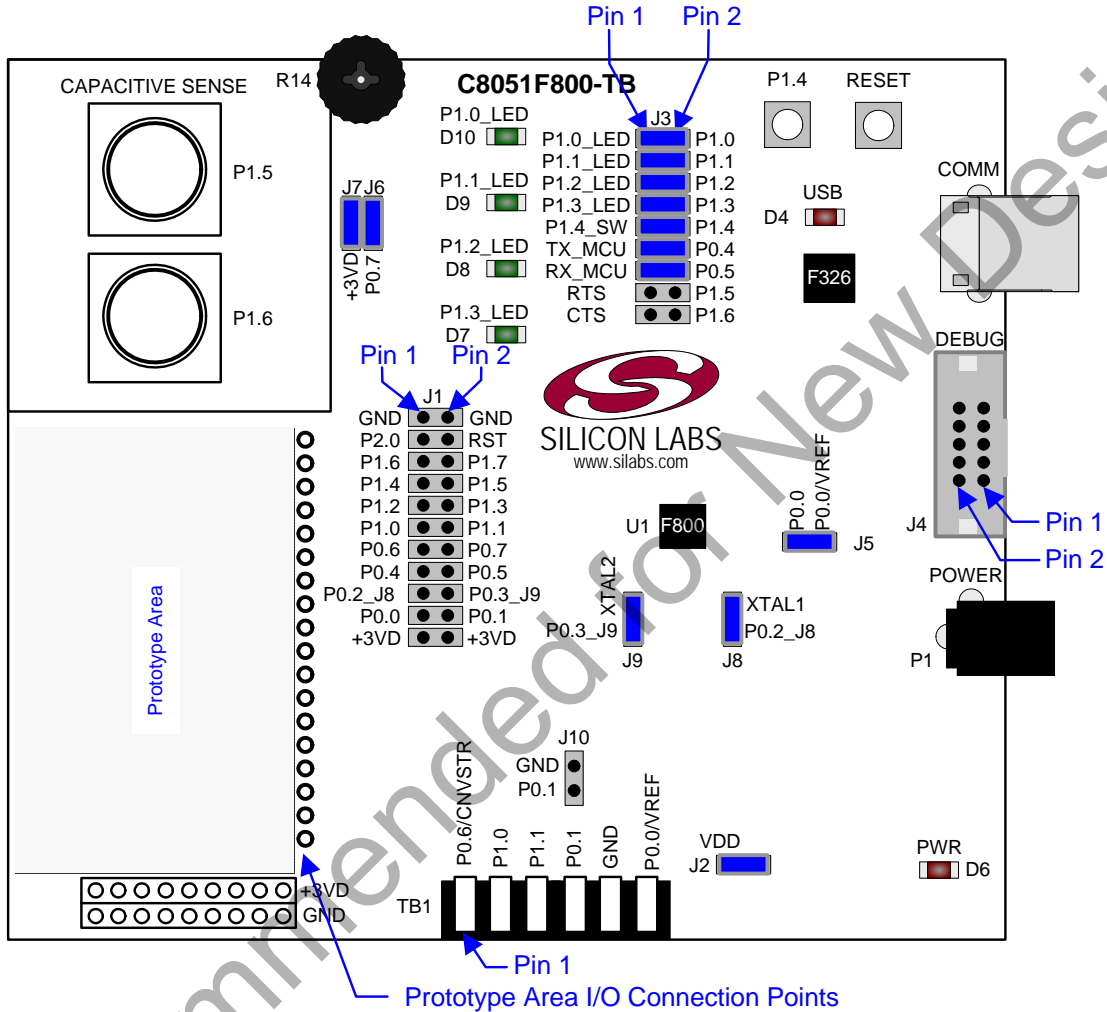 Pin 1
Pin 2
CAPACITIVE SENSE
R14
C8051F800-TB
P1.4
RESET
P1.5
P1.6
J7
J6
+3VD
P0.7
P1.0_LED
D10
P1.1_LED
D9
P1.2_LED
D8
P1.3_LED
D7
J3
P1.0_LED
P1.0
P1.1_LED
P1.1
P1.2_LED
P1.2
P1.3_LED
P1.3
P1.4_SW
P1.4
TX_MCU
P0.4
RX_MCU
P0.5
RTS
P1.5
CTS
P1.6
USB
D4
F326
COMM
DEBUG
J4
Pin 1
Pin 2
Pin 1
Pin 2
J1
GND
GND
P2.0
RST
P1.6
P1.7
P1.4
P1.5
P1.2
P1.3
P1.0
P1.1
P0.6
P0.7
P0.4
P0.5
P0.2_J8
P0.3_J9
P0.0
P0.1
+3VD
+3VD
SILICON LABS
www.silabs.com
U1
F800
P0.0
P0.0/VREF
J5
XTAL2
P0.3_J9
J9
XTAL1
P0.2_J8
J8
POWER
P1
Prototype Area
J10
GND
P0.1
P0.6/CNVSTR
P1.0
P1.1
P0.1
GND
P0.0/VREF
TB1
VDD
J2
PWR
D6
+3VD
GND
Pin 1
Prototype Area I/O Connection Points
mmended for New Desi